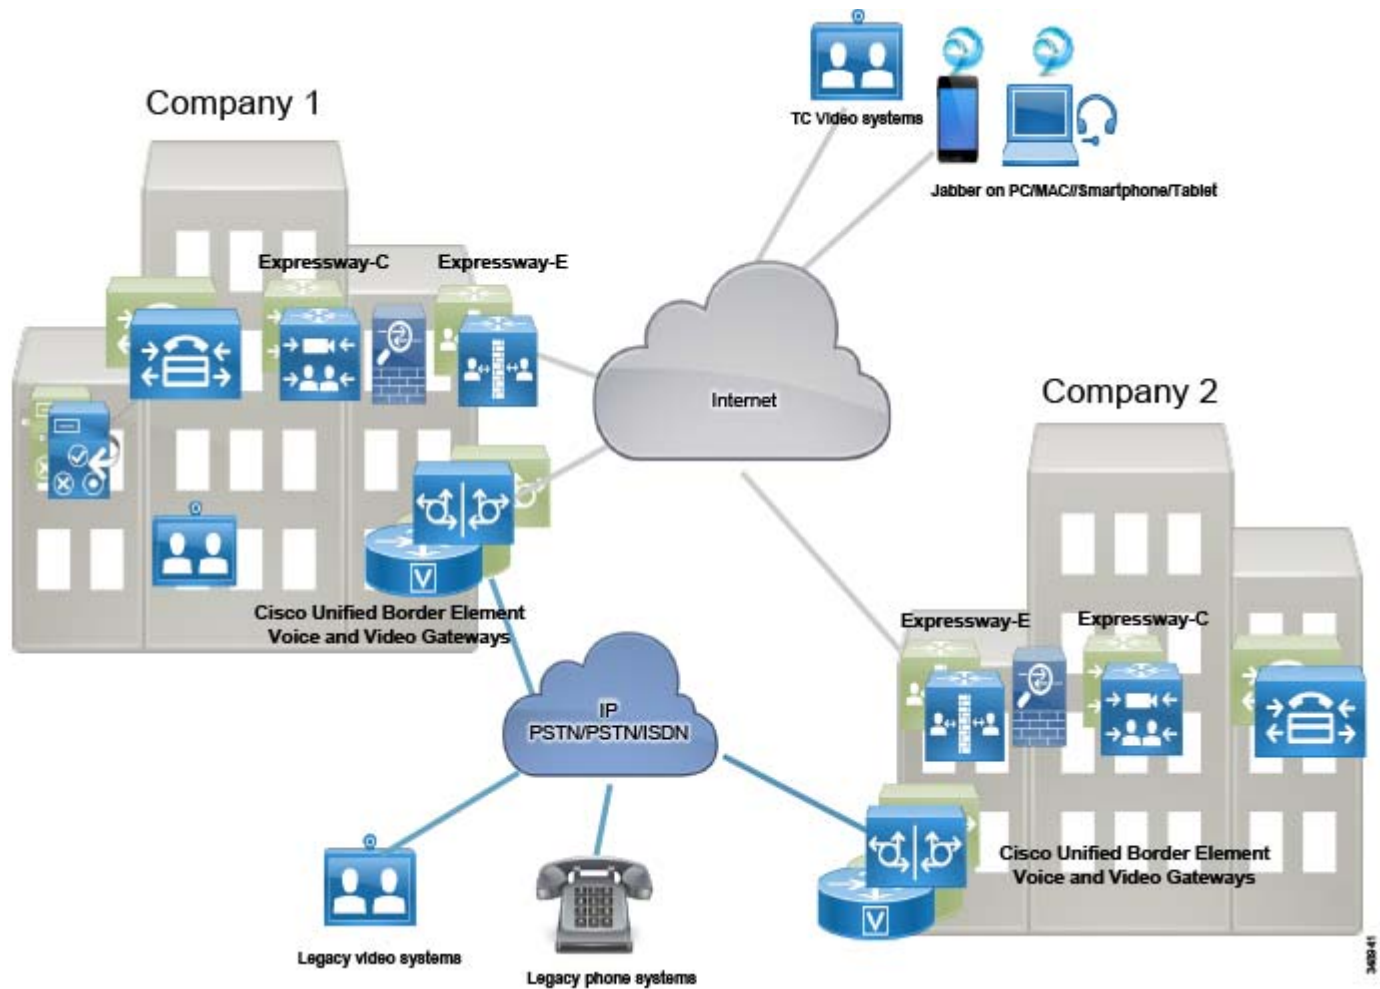 Company 1
TC Video systems
Jabber on PC/MAC//Smartphone/Tablet
Expressway-C
Expressway-E
Internet
Company 2
Cisco Unified Border Element
Voice and Video Gateways
Expressway-E
Expressway-C
IP
PSTN/PSTN/ISDN
V
Cisco Unified Border Element
Voice and Video Gateways
V
Legacy video systems
Legacy phone systems
348941